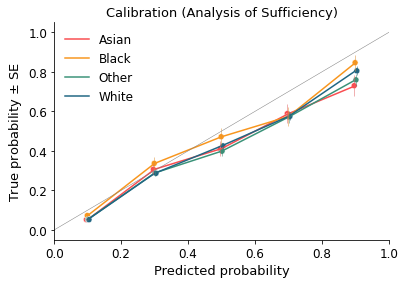 Calibration (Analysis of Sufficiency)
True probability ± SE
1.0
0.8
0.6
0.4
0.2
0.0
Asian
Black
Other
White
0.0 0.2 0.4 0.6 0.8 1.0
Predicted probability